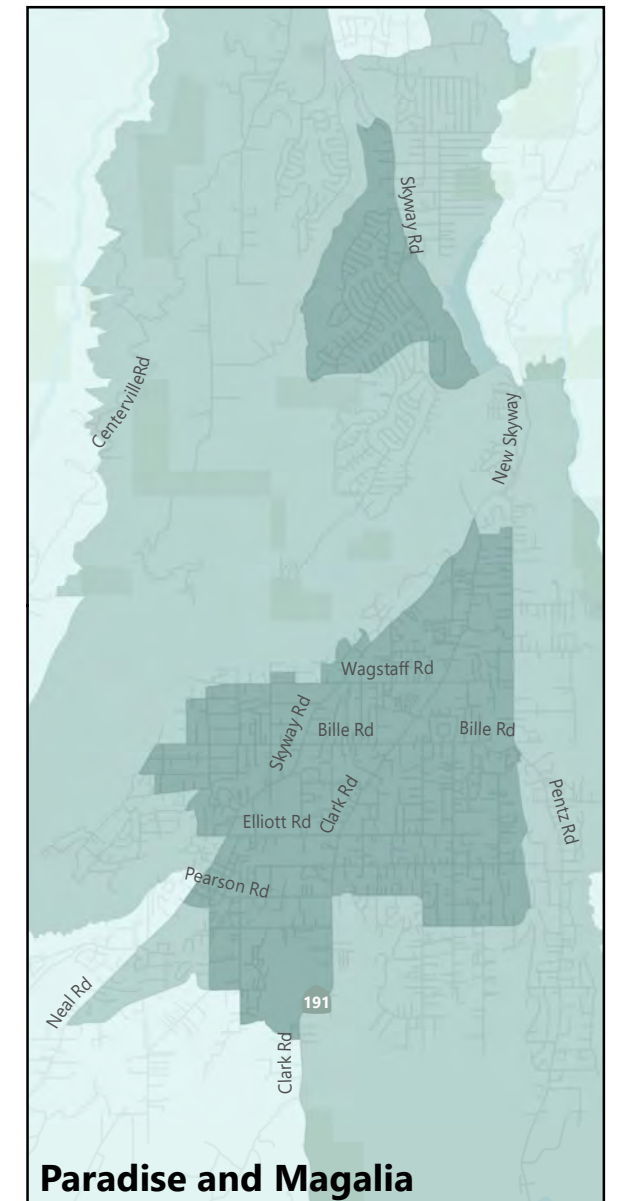 Skyway Rd
CentervilleRd
New Skyway
Wagstaff Rd
Skyway Rd
Bille Rd
Bille Rd
Clark Rd
Pentz Rd
Elliott Rd
Pearson Rd
Neal Rd
191
Clark Rd
Paradise and Magalia